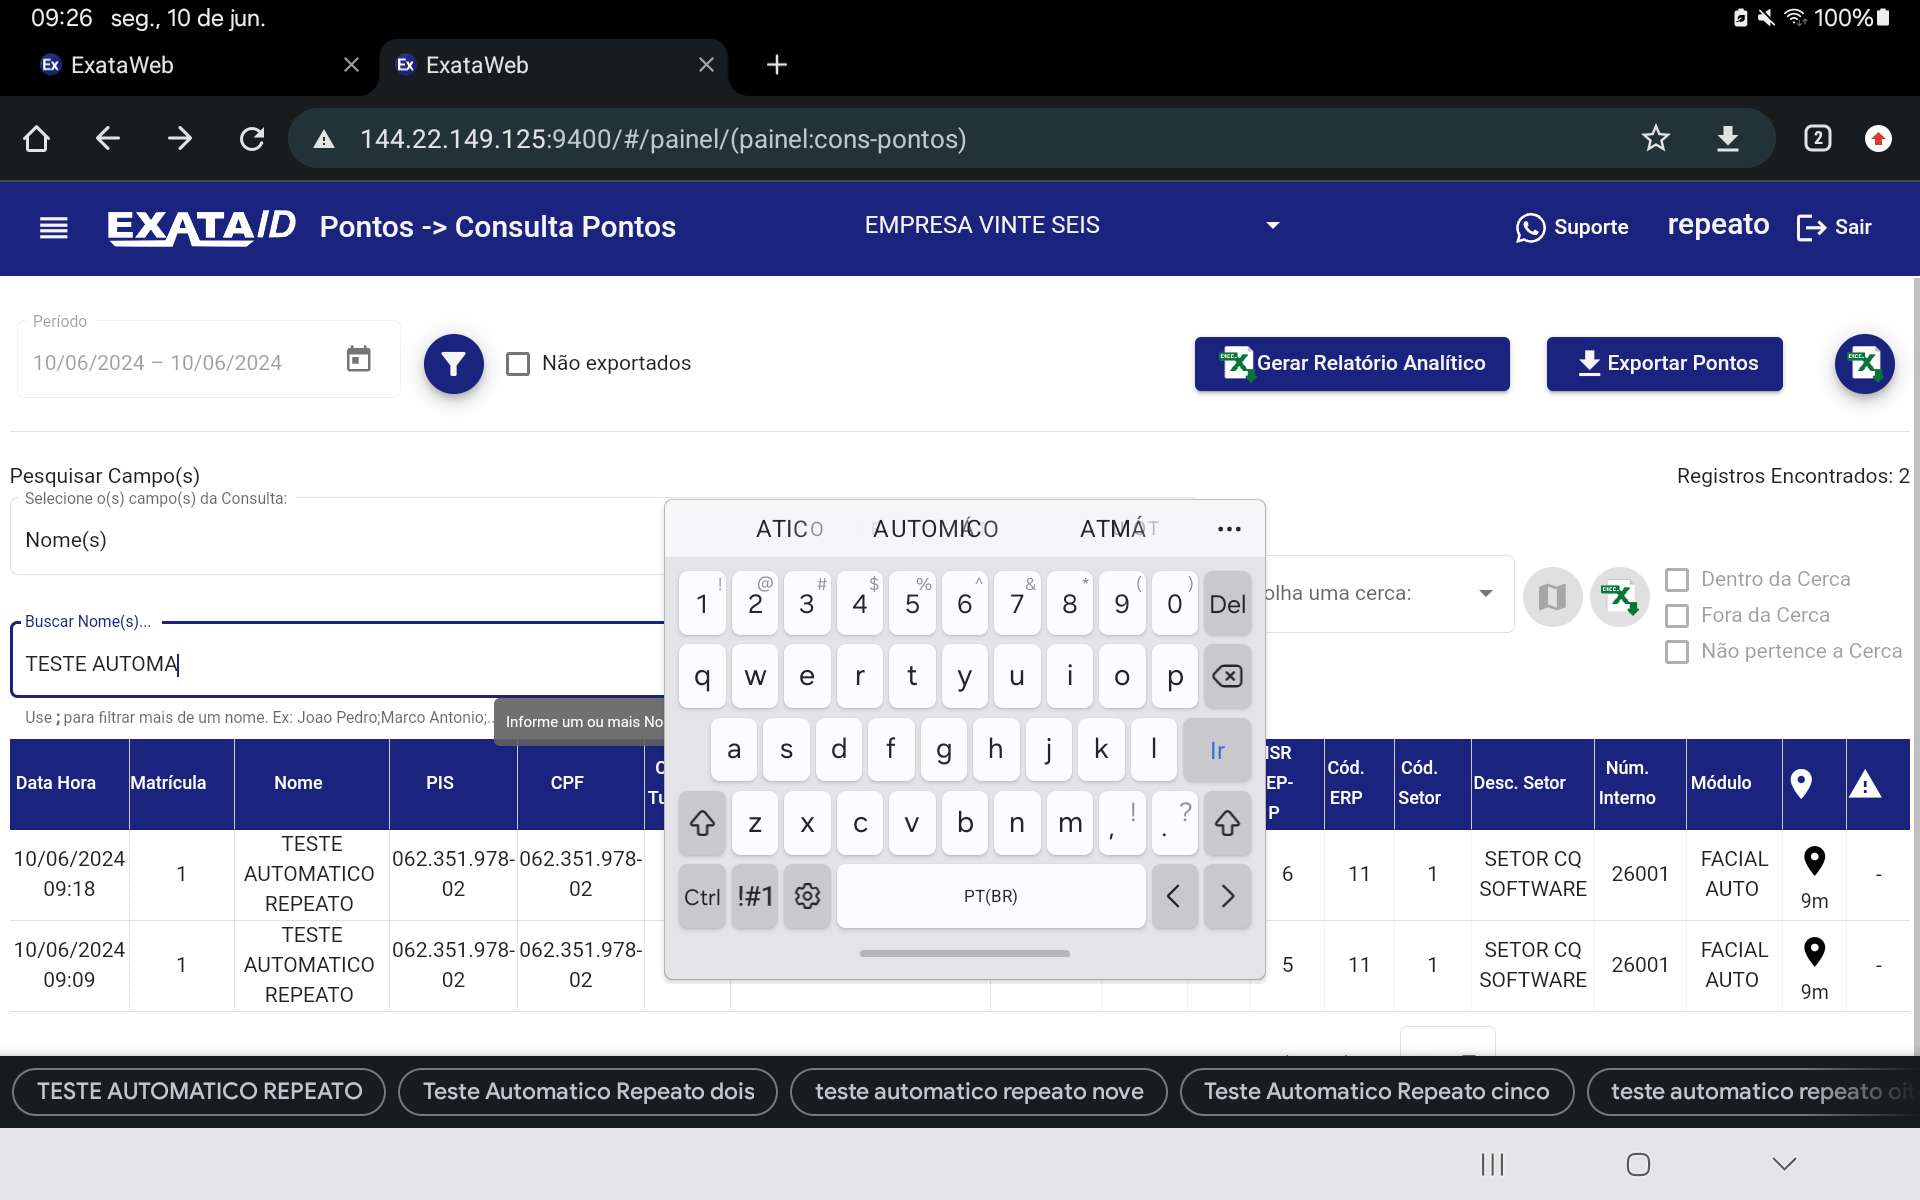 09:26 seg., 10 de jun.
100%
Ex ExataWeb
Ex ExataWeb
144.22.149.125:9400/#/painel/(painel:cons-pontos)
2
EXATAID Pontos -> Consulta Pontos
EMPRESA VINTE SEIS
Suporte
repeato
Sair
Período
10/06/2024 – 10/06/2024
Não exportados
Gerar Relatório Analítico
Exportar Pontos
Pesquisar Campo(s)
Registros Encontrados: 2
Selecione o(s) campo(s) da Consulta:
Nome(s)
olha uma cerca:
Dentro da Cerca
Fora da Cerca
Não pertence a Cerca
Buscar Nome(s)...
TESTE AUTOMA
Use ; para filtrar mais de um nome. Ex: Joao Pedro;Marco Antonio;..
Informe um ou mais No
! @ # $ % ^ & * ( )
1 2 3 4 5 6 7 8 9 0 Del
q w e r t y u i o p
a s d f g h j k l Ir
z x c v b n m , ! . ?
Ctrl !#1 PT(BR)
Data Hora Matrícula Nome PIS CPF
SR
EP-
P
Cód. ERP
Cód. Setor
Desc. Setor
Núm. Interno
Módulo
10/06/2024 09:18
1
TESTE AUTOMATICO REPEATO
062.351.978-02
062.351.978-02
6
11
1
SETOR CQ SOFTWARE
26001
FACIAL AUTO
9m
-
10/06/2024 09:09
1
TESTE AUTOMATICO REPEATO
062.351.978-02
062.351.978-02
5
11
1
SETOR CQ SOFTWARE
26001
FACIAL AUTO
9m
-
TESTE AUTOMATICO REPEATO
Teste Automatico Repeato dois
teste automatico repeato nove
Teste Automatico Repeato cinco
teste automatico repeato